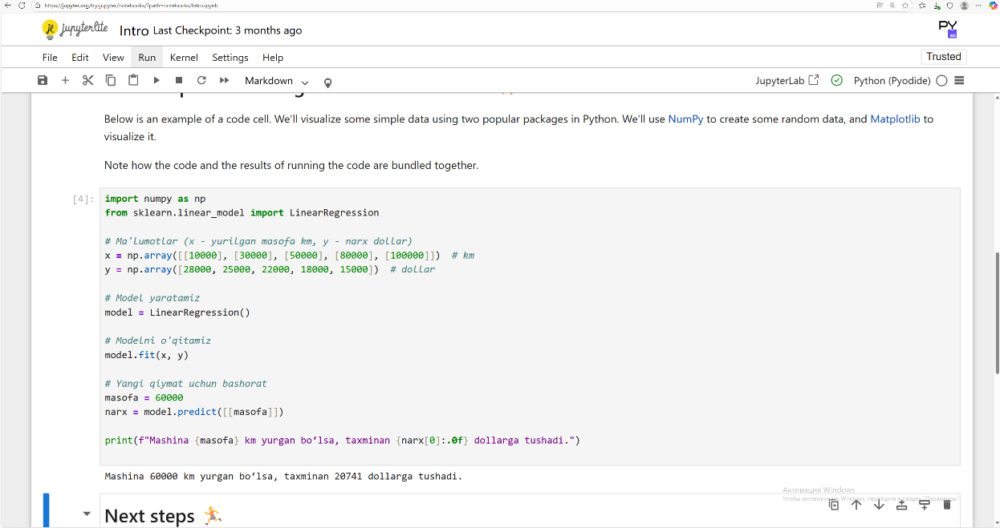 https://jupyter.org/try-jupyter/notebooks/?path=notebooks/Intro.ipynb
jupyterlite Intro Last Checkpoint: 3 months ago
PY
File Edit View Run Kernel Settings Help Trusted
Markdown JupyterLab Python (Pyodide)
Below is an example of a code cell. We'll visualize some simple data using two popular packages in Python. We'll use NumPy to create some random data, and Matplotlib to
visualize it.
Note how the code and the results of running the code are bundled together.
[4]: import numpy as np
from sklearn.linear_model import LinearRegression
# Ma'lumotlar (x - yurilgan masofa km, y - narx dollar)
x = np.array([[10000], [30000], [50000], [80000], [100000]])  # km
y = np.array([28000, 25000, 22000, 18000, 15000])  # dollar
# Model yaratamiz
model = LinearRegression()
# Modelni o'qitamiz
model.fit(x, y)
# Yangi qiymat uchun bashorat
masofa = 60000
narx = model.predict([[masofa]])
print(f"Mashina {masofa} km yurgan bo‘lsa, taxminan {narx[0]:.0f} dollarga tushadi.")
Mashina 60000 km yurgan bo‘lsa, taxminan 20741 dollarga tushadi.
Активация Windows
Чтобы активировать Windows, перейдите в раздел "Параметры".
Next steps